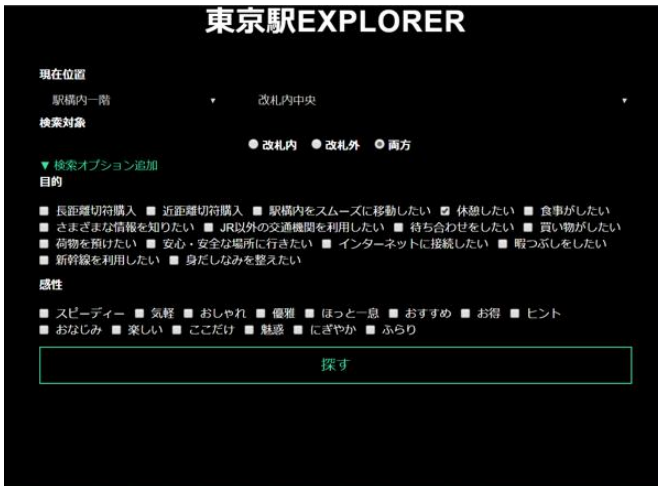 東京駅EXPLORER
現在位置
駅構内一階 ▼ 改札内中央 ▼
検索対象
改札内 改札外 両方
▼ 検索オプション追加
目的
長距離切符購入 近距離切符購入 駅構内をスムーズに移動したい 休憩したい 食事がしたい
さまざまな情報を知りたい JR以外の交通機関を利用したい 待ち合わせをしたい 買い物がしたい
荷物を預けたい 安心・安全な場所に行きたい インターネットに接続したい 暇つぶしをしたい
新幹線を利用したい 身だしなみを整えたい
感性
スピーディー 気軽 おしゃれ 優雅 ほっと一息 おすすめ お得 ヒント
おなじみ 楽しい ここだけ 魅惑 にぎやか ふらり
探す